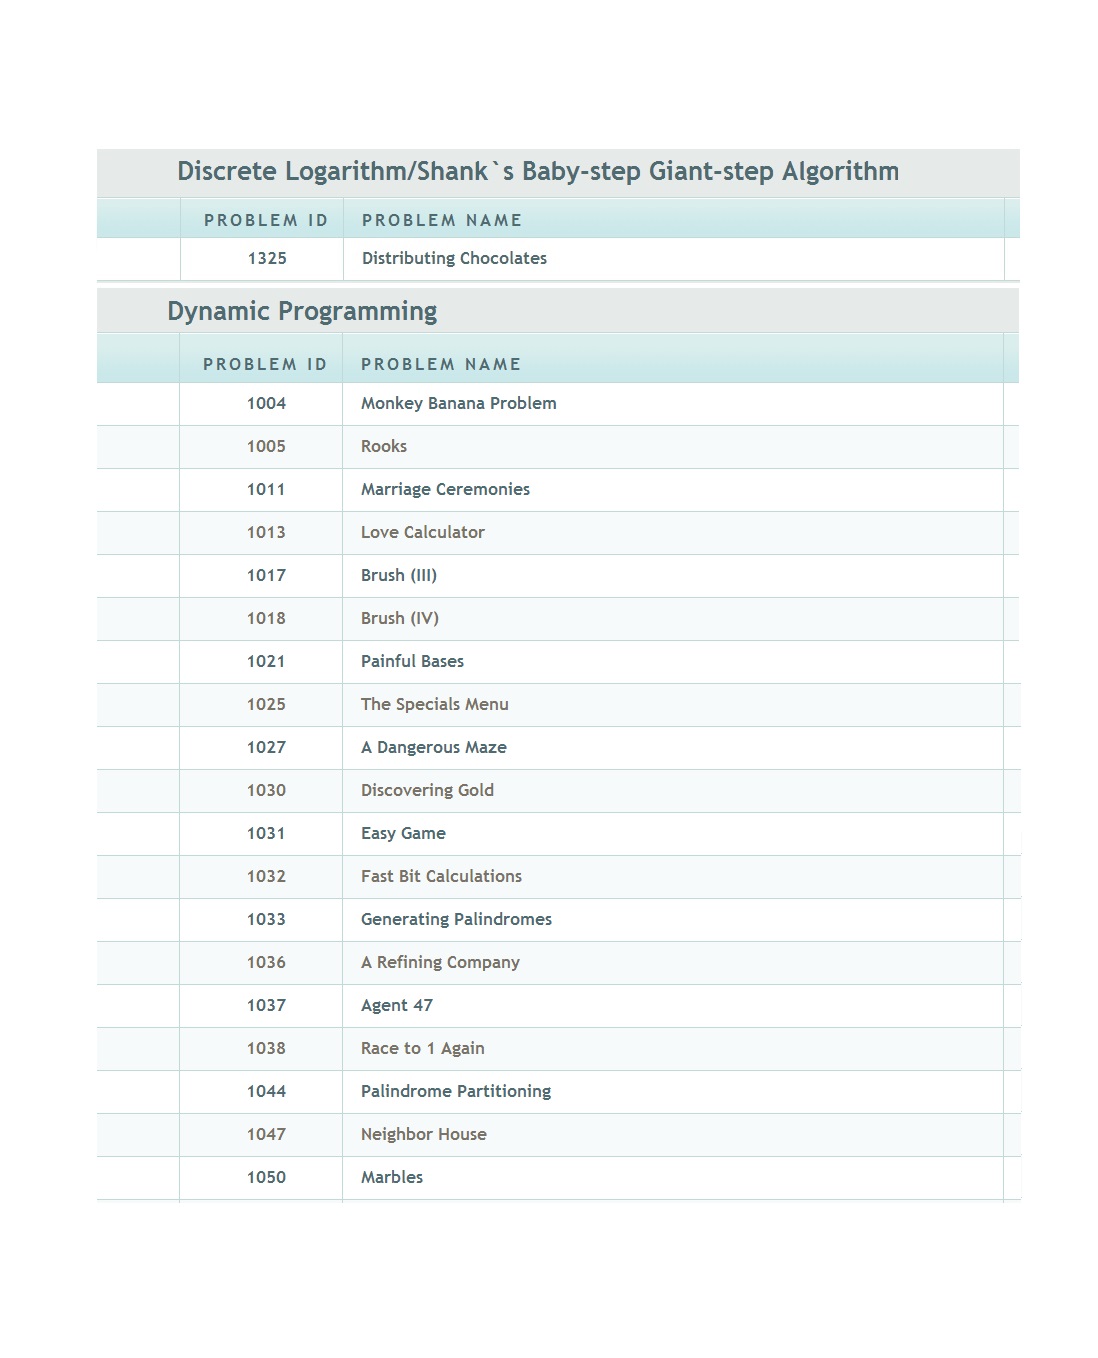 Discrete Logarithm/Shank`s Baby-step Giant-step Algorithm
PROBLEM ID PROBLEM NAME
1325 Distributing Chocolates
Dynamic Programming
PROBLEM ID PROBLEM NAME
1004 Monkey Banana Problem
1005 Rooks
1011 Marriage Ceremonies
1013 Love Calculator
1017 Brush (III)
1018 Brush (IV)
1021 Painful Bases
1025 The Specials Menu
1027 A Dangerous Maze
1030 Discovering Gold
1031 Easy Game
1032 Fast Bit Calculations
1033 Generating Palindromes
1036 A Refining Company
1037 Agent 47
1038 Race to 1 Again
1044 Palindrome Partitioning
1047 Neighbor House
1050 Marbles